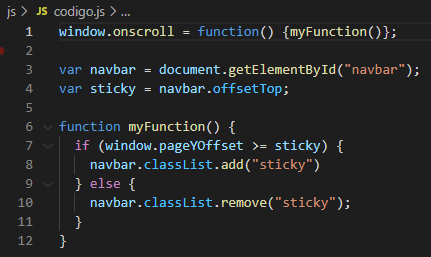 js > codigo.js > ...
1 window.onscroll = function() {myFunction()};
2
3 var navbar = document.getElementById("navbar");
4 var sticky = navbar.offsetTop;
5
6 function myFunction() {
7 if (window.pageYOffset >= sticky) {
8 navbar.classList.add("sticky")
9 } else {
10 navbar.classList.remove("sticky");
11 }
12 }